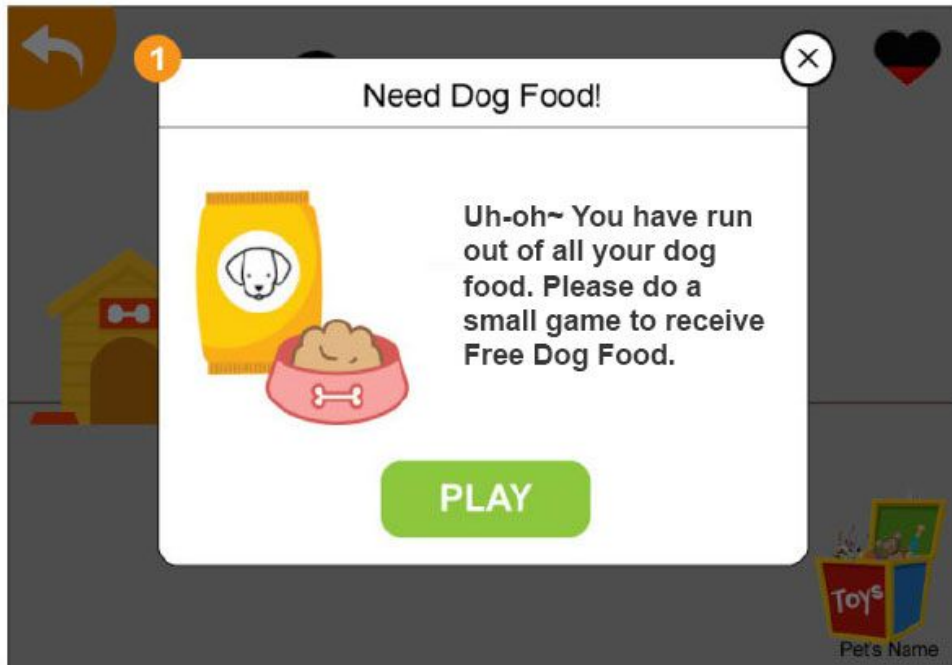 1
Need Dog Food!
Uh-oh~ You have run
out of all your dog
food. Please do a
small game to receive
Free Dog Food.
PLAY
Toys
Pet's Name